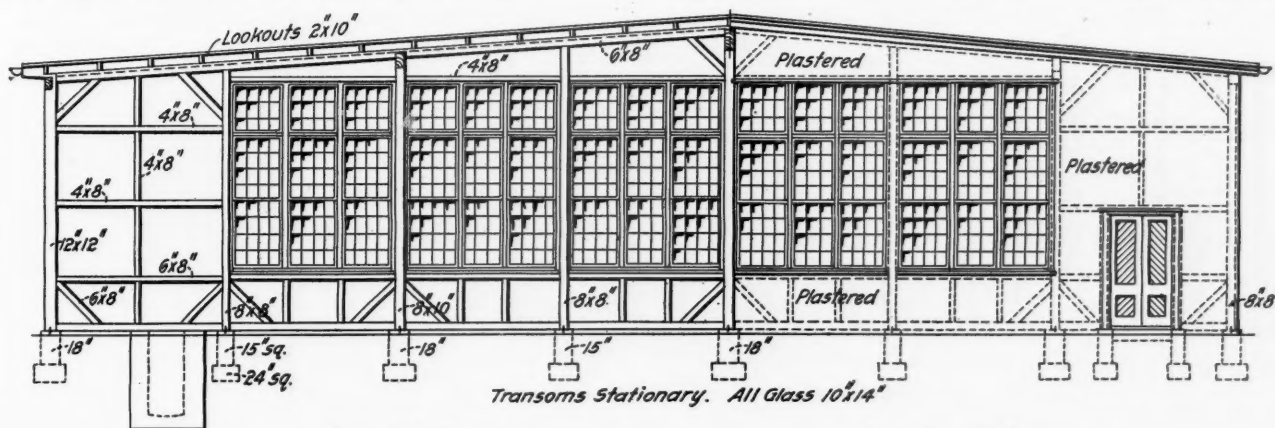 Lookouts 2"x10"
6"x8"
4"x8"
Plastered
4"x8"
4"x8"
4"x8"
Plastered
12"x12"
6"x8"
6"x8"
8"x8"
8"x10"
8"x8"
Plastered
8"x8"
18"
15" sq.
18"
15"
18"
24" sq.
Transoms Stationary. All Glass 10"x14"